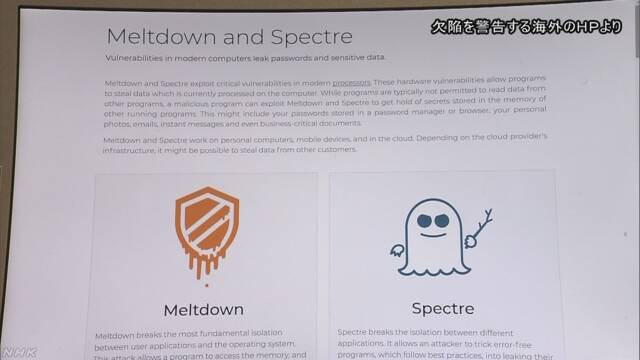 欠陥を警告する海外のHPより
Meltdown and Spectre
Vulnerabilities in modern computers leak passwords and sensitive data.
Meltdown and Spectre exploit critical vulnerabilities in modern processors. These hardware vulnerabilities allow programs
to steal data which is currently processed on the computer. While programs are typically not permitted to read data from
other programs, a malicious program can exploit Meltdown and Spectre to get hold of secrets stored in the memory of
other running programs. This might include your passwords stored in a password manager or browser, your personal
photos, emails, instant messages and even business-critical documents.
Meltdown and Spectre work on personal computers, mobile devices, and in the cloud. Depending on the cloud provider's
infrastructure, it might be possible to steal data from other customers.
Meltdown
Meltdown breaks the most fundamental isolation
between user applications and the operating system.
This attack allows a program to access the memory, and
Spectre
Spectre breaks the isolation between different
applications. It allows an attacker to trick error-free
programs, which follow best practices, into leaking their
NHK